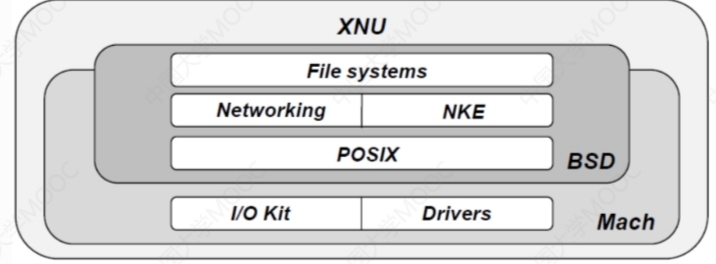 XNU
File systems
Networking NKE
POSIX
BSD
I/O Kit Drivers
Mach